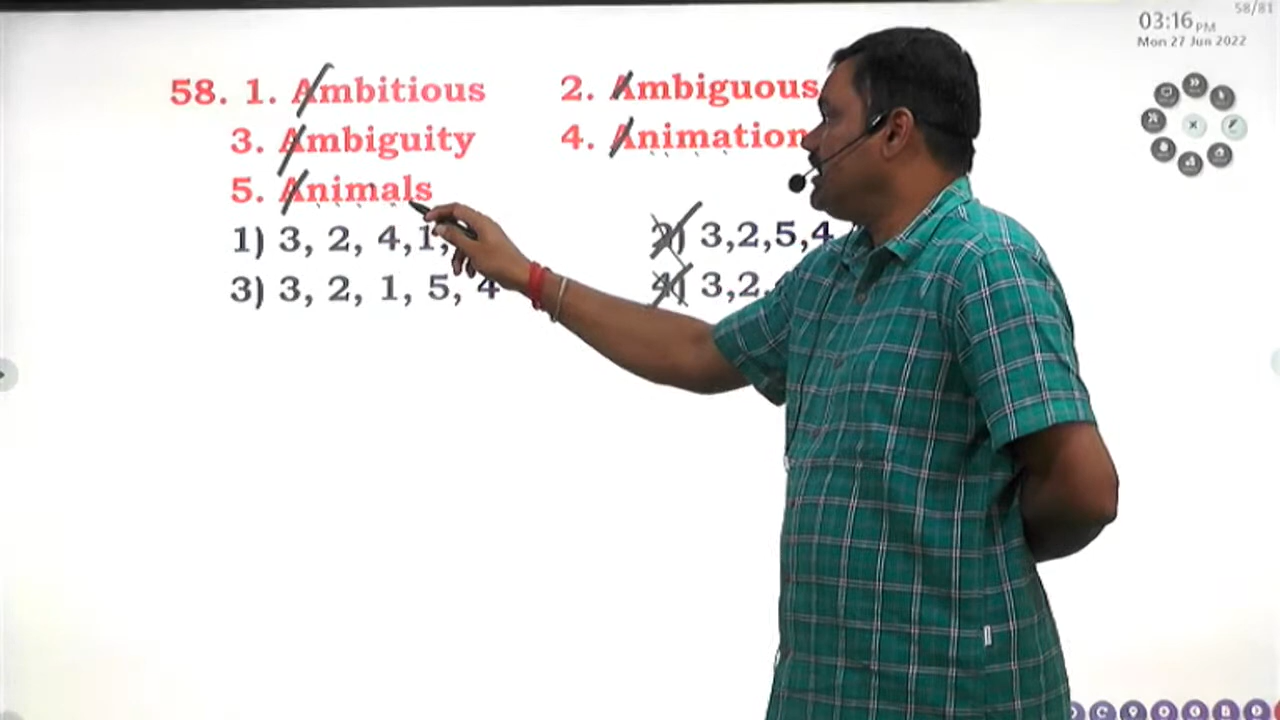 58/81
03:16 PM
Mon 27 Jun 2022
58. 1. Ambitious 2. Ambiguous
3. Ambiguity 4. Animation
5. Animals
1) 3, 2, 4,1, 2) 3,2,5,4
3) 3, 2, 1, 5, 4 4) 3,2